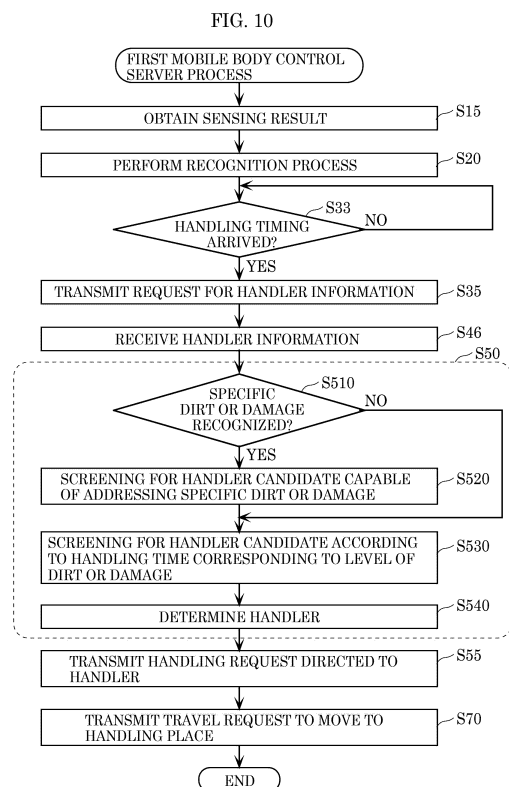 FIG. 10
FIRST MOBILE BODY CONTROL
SERVER PROCESS
OBTAIN SENSING RESULT
S15
PERFORM RECOGNITION PROCESS
S20
S33
HANDLING TIMING
ARRIVED?
NO
YES
TRANSMIT REQUEST FOR HANDLER INFORMATION
S35
RECEIVE HANDLER INFORMATION
S46
S50
S510
SPECIFIC
DIRT OR DAMAGE
RECOGNIZED?
NO
YES
SCREENING FOR HANDLER CANDIDATE CAPABLE
OF ADDRESSING SPECIFIC DIRT OR DAMAGE
S520
SCREENING FOR HANDLER CANDIDATE ACCORDING
TO HANDLING TIME CORRESPONDING TO LEVEL OF
DIRT OR DAMAGE
S530
DETERMINE HANDLER
S540
TRANSMIT HANDLING REQUEST DIRECTED TO
HANDLER
S55
TRANSMIT TRAVEL REQUEST TO MOVE TO
HANDLING PLACE
S70
END